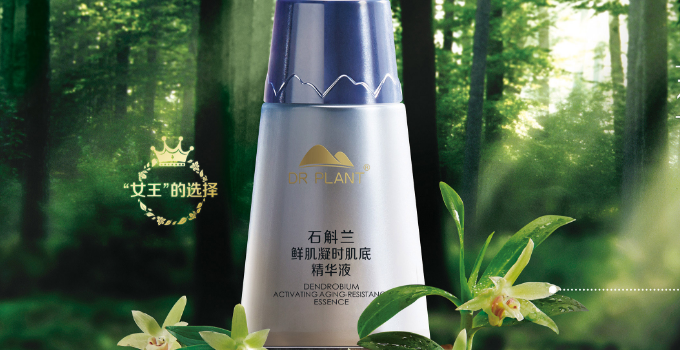 “女王”的选择
DR PLANT®
石斛兰
鲜肌凝时肌底
精华液
DENDROBIUM
ACTIVATING AGING-RESISTANC
ESSENCE